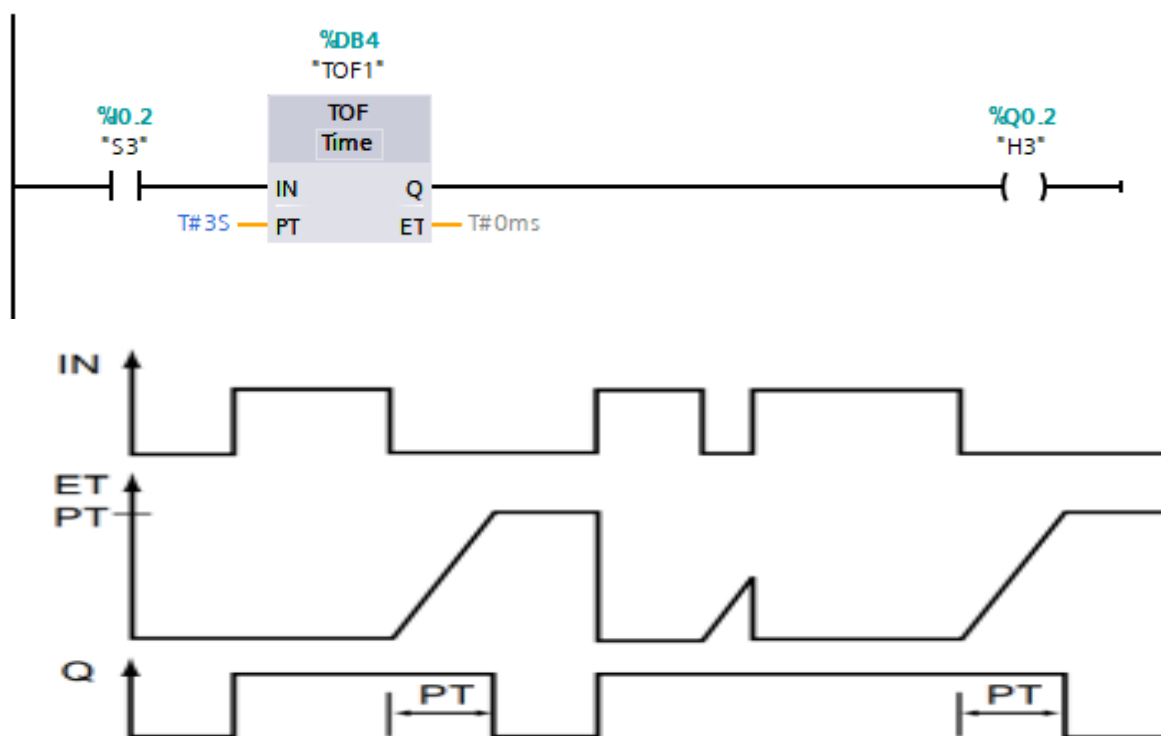 %DB4
"TOF1"
TOF
Time
%I0.2
"S3"
%Q0.2
"H3"
IN Q
T#3S PT ET T#0ms
IN
ET
PT
Q
PT PT